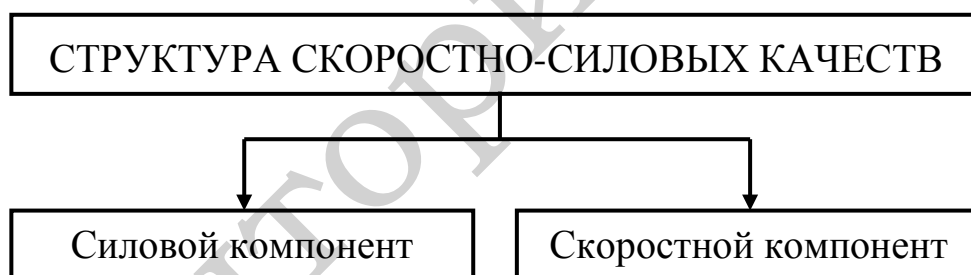 СТРУКТУРА СКОРОСТНО-СИЛОВЫХ КАЧЕСТВ
Силовой компонент
Скоростной компонент